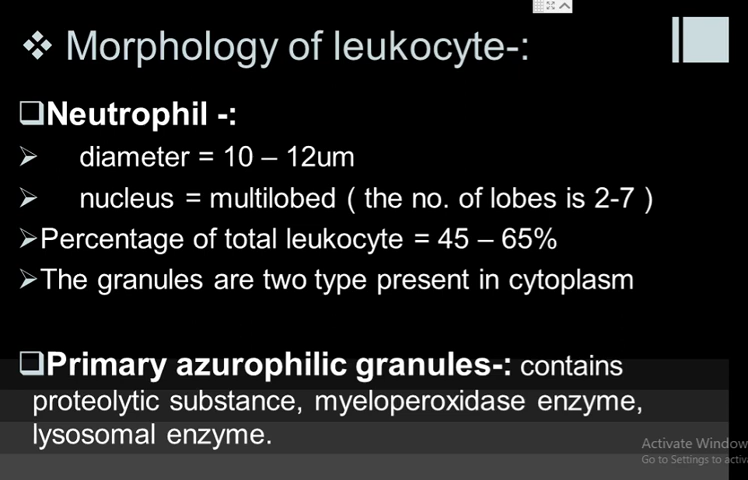 ❖ Morphology of leukocyte-:
❑Neutrophil -:
➢ diameter = 10 – 12um
➢ nucleus = multilobed ( the no. of lobes is 2-7 )
➢Percentage of total leukocyte = 45 – 65%
➢The granules are two type present in cytoplasm
❑Primary azurophilic granules-: contains
proteolytic substance, myeloperoxidase enzyme,
lysosomal enzyme.
Activate Window
Go to Settings to activa